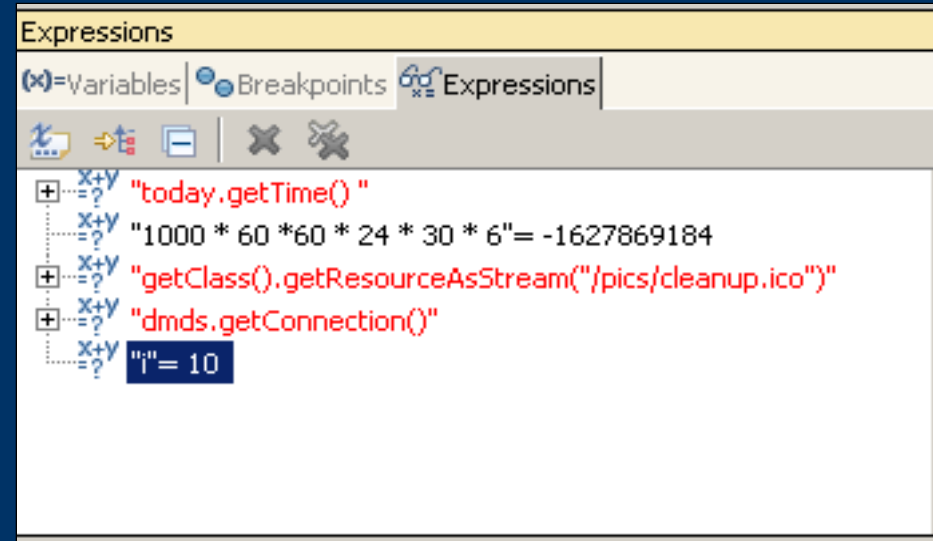 Expressions
(x)=Variables Breakpoints Expressions
"today.getTime() "
"1000 * 60 *60 * 24 * 30 * 6"= -1627869184
"getClass().getResourceAsStream("/pics/cleanup.ico")"
"dmds.getConnection()"
"i"= 10